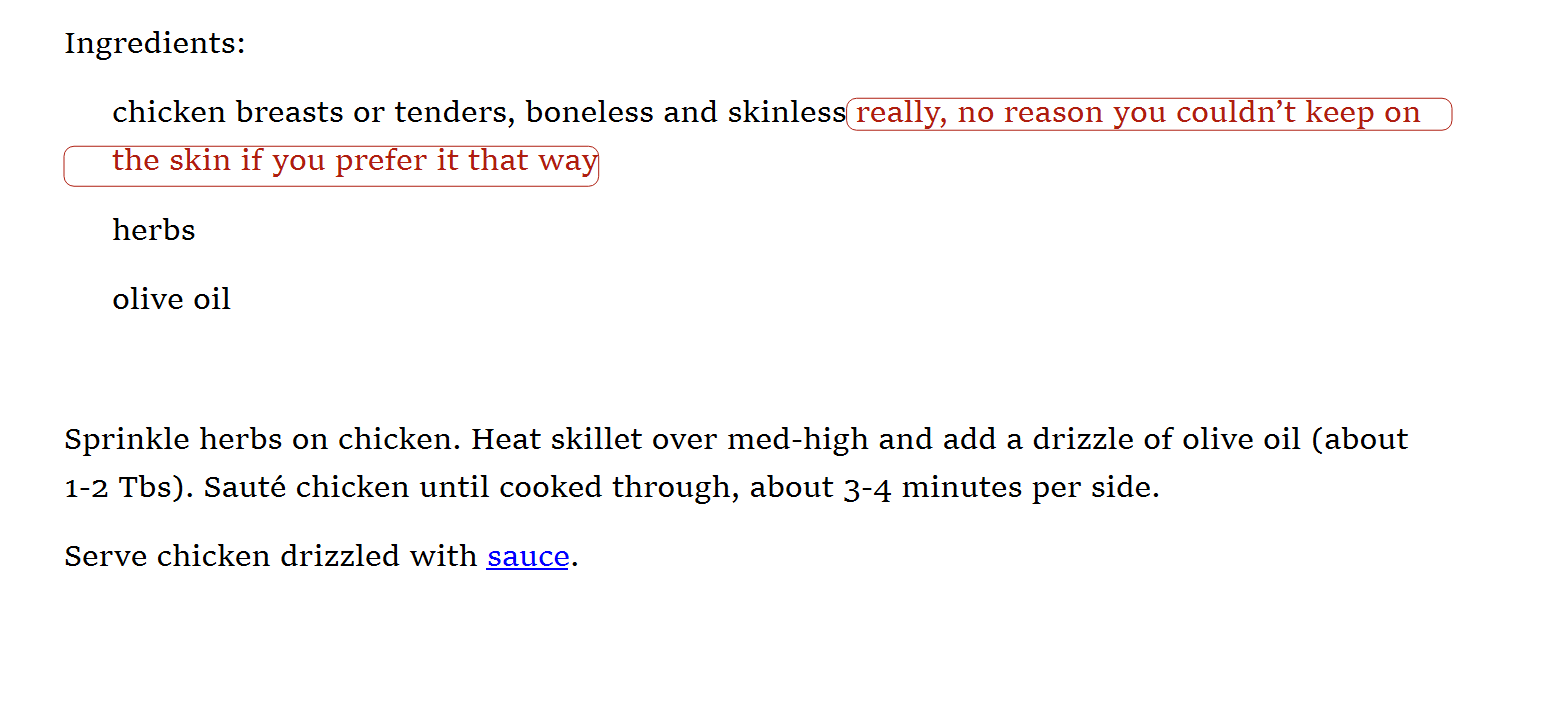 Ingredients:
chicken breasts or tenders, boneless and skinless really, no reason you couldn’t keep on
the skin if you prefer it that way
herbs
olive oil
Sprinkle herbs on chicken. Heat skillet over med-high and add a drizzle of olive oil (about
1-2 Tbs). Sauté chicken until cooked through, about 3-4 minutes per side.
Serve chicken drizzled with sauce.